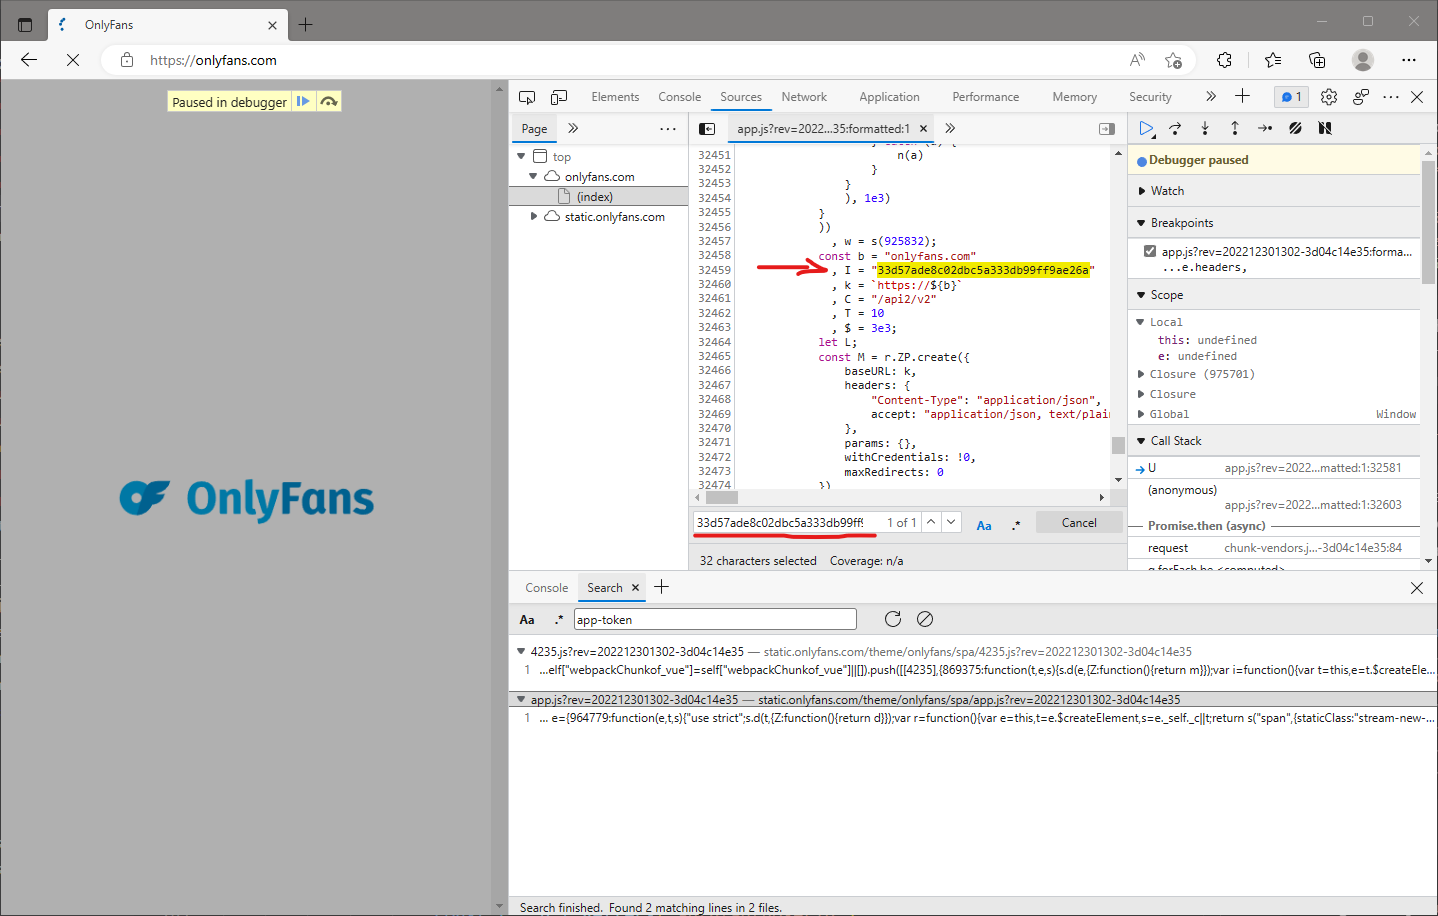 OnlyFans
https://onlyfans.com
Paused in debugger
Elements Console Sources Network Application Performance Memory Security 1
Page
top
onlyfans.com
(index)
static.onlyfans.com
app.js?rev=2022...35:formatted:1
32451 n(a)
32452 }
32453 }
32454 ), 1e3)
32455 }
32456 ))
32457 , w = s(925832);
32458 const b = "onlyfans.com"
32459 , I = "33d57ade8c02dbc5a333db99ff9ae26a"
32460 , k = `https://${b}`
32461 , C = "/api2/v2"
32462 , T = 10
32463 , $ = 3e3;
32464 let L;
32465 const M = r.ZP.create({
32466 baseURL: k,
32467 headers: {
32468 "Content-Type": "application/json",
32469 accept: "application/json, text/plain
32470 },
32471 params: {},
32472 withCredentials: !0,
32473 maxRedirects: 0
32474 })
33d57ade8c02dbc5a333db99ff9 1 of 1 Aa .* Cancel
32 characters selected Coverage: n/a
Debugger paused
Watch
Breakpoints
app.js?rev=202212301302-3d04c14e35:forma...
...e.headers,
Scope
Local
this: undefined
e: undefined
Closure (975701)
Closure
Global Window
Call Stack
U app.js?rev=2022...matted:1:32581
(anonymous)
app.js?rev=2022...matted:1:32603
Promise.then (async)
request chunk-vendors.j...-3d04c14e35:84
OnlyFans
Console Search
Aa .* app-token
4235.js?rev=202212301302-3d04c14e35 — static.onlyfans.com/theme/onlyfans/spa/4235.js?rev=202212301302-3d04c14e35
1 ...elf["webpackChunkof_vue"]=self["webpackChunkof_vue"]||[]).push([[4235],{869375:function(t,e,s){s.d(e,{Z:function(){return m}});var i=function(){var t=this,e=t.$createEle...
app.js?rev=202212301302-3d04c14e35 — static.onlyfans.com/theme/onlyfans/spa/app.js?rev=202212301302-3d04c14e35
1 ... e={964779:function(e,t,s){"use strict";s.d(t,{Z:function(){return d}});var r=function(){var e=this,t=e.$createElement,s=e._self._c||t;return s("span",{staticClass:"stream-new-...
Search finished. Found 2 matching lines in 2 files.